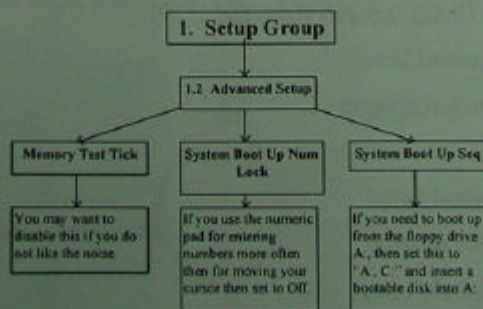 1. Setup Group
1.2 Advanced Setup
Memory Test Tick
System Boot Up Num
Lock
System Boot Up Seq
You may want to
disable this if you do
not like the noise.
If you use the numeric
pad for entering
numbers more often
then for moving your
cursor then set to Off.
If you need to boot up
from the floppy drive
A:, then set this to
"A:, C:" and insert a
bootable disk into A: